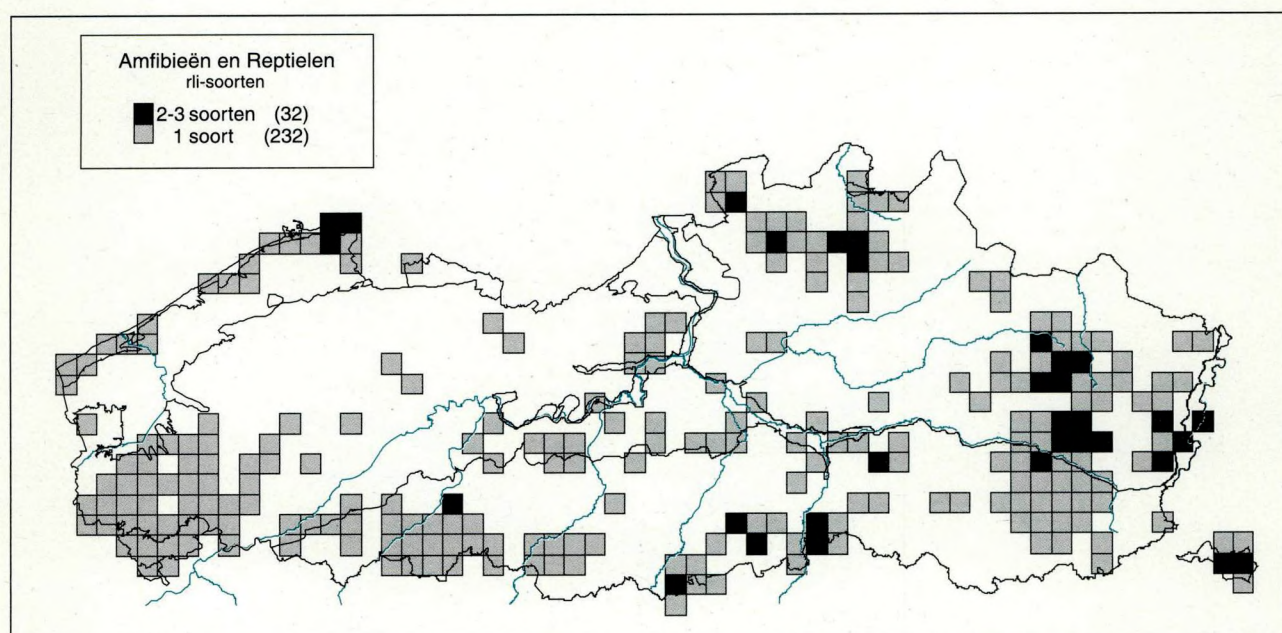 Amfibieën en Reptielen
rli-soorten
2-3 soorten (32)
1 soort (232)